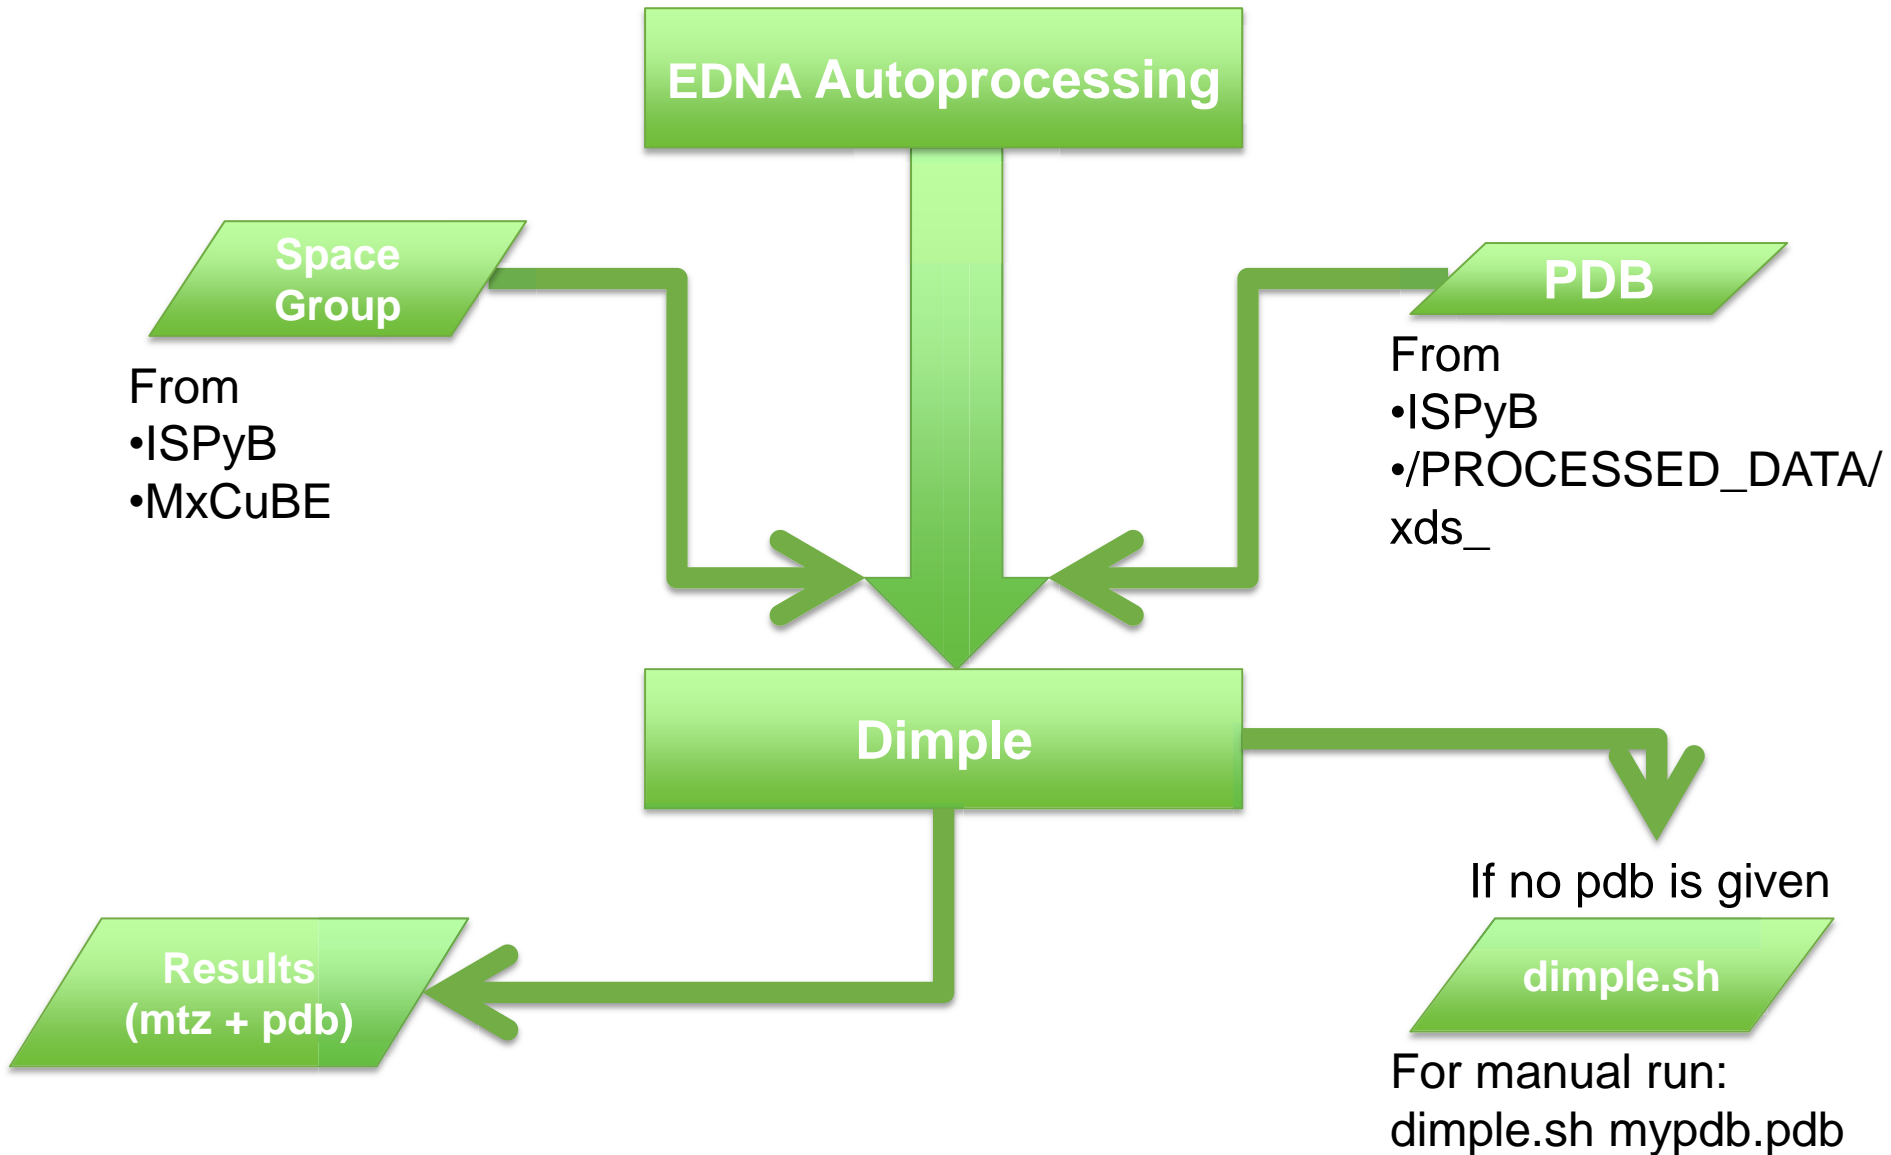 EDNA Autoprocessing
Space
Group
From
•ISPyB
•MxCuBE
PDB
From
•ISPyB
•/PROCESSED_DATA/
xds_
Dimple
Results
(mtz + pdb)
If no pdb is given
dimple.sh
For manual run:
dimple.sh mypdb.pdb